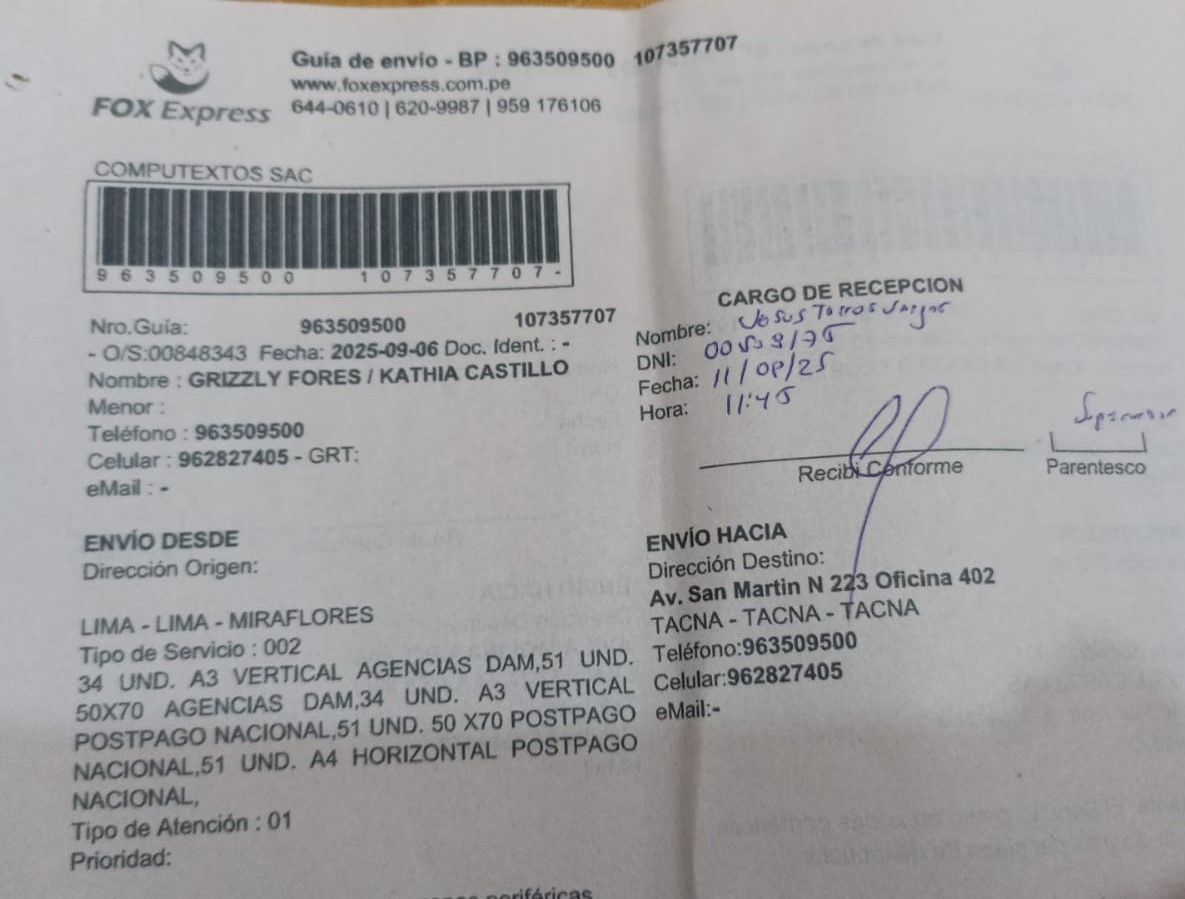 FOX Express
Guía de envío - BP : 963509500 107357707
www.foxexpress.com.pe
644-0610 | 620-9987 | 959 176106
COMPUTEXTOS SAC
963509500 107357707-
Nro.Guía: 963509500 107357707
- O/S:00848343 Fecha: 2025-09-06 Doc. Ident. : -
Nombre : GRIZZLY FORES / KATHIA CASTILLO
Menor :
Teléfono : 963509500
Celular : 962827405 - GRT:
eMail : -
CARGO DE RECEPCION
Nombre: Jesus Torres Vargas
DNI:
Fecha: 11/09/25
Hora: 11:45
Recibi Conforme
Parentesco
ENVÍO DESDE
Dirección Origen:
LIMA - LIMA - MIRAFLORES
Tipo de Servicio : 002
34 UND. A3 VERTICAL AGENCIAS DAM,51 UND.
50X70 AGENCIAS DAM,34 UND. A3 VERTICAL
POSTPAGO NACIONAL,51 UND. 50 X70 POSTPAGO
NACIONAL,51 UND. A4 HORIZONTAL POSTPAGO
NACIONAL,
Tipo de Atención : 01
Prioridad:
ENVÍO HACIA
Dirección Destino:
Av. San Martin N 223 Oficina 402
TACNA - TACNA - TACNA
Teléfono:963509500
Celular:962827405
eMail:-
periféricas